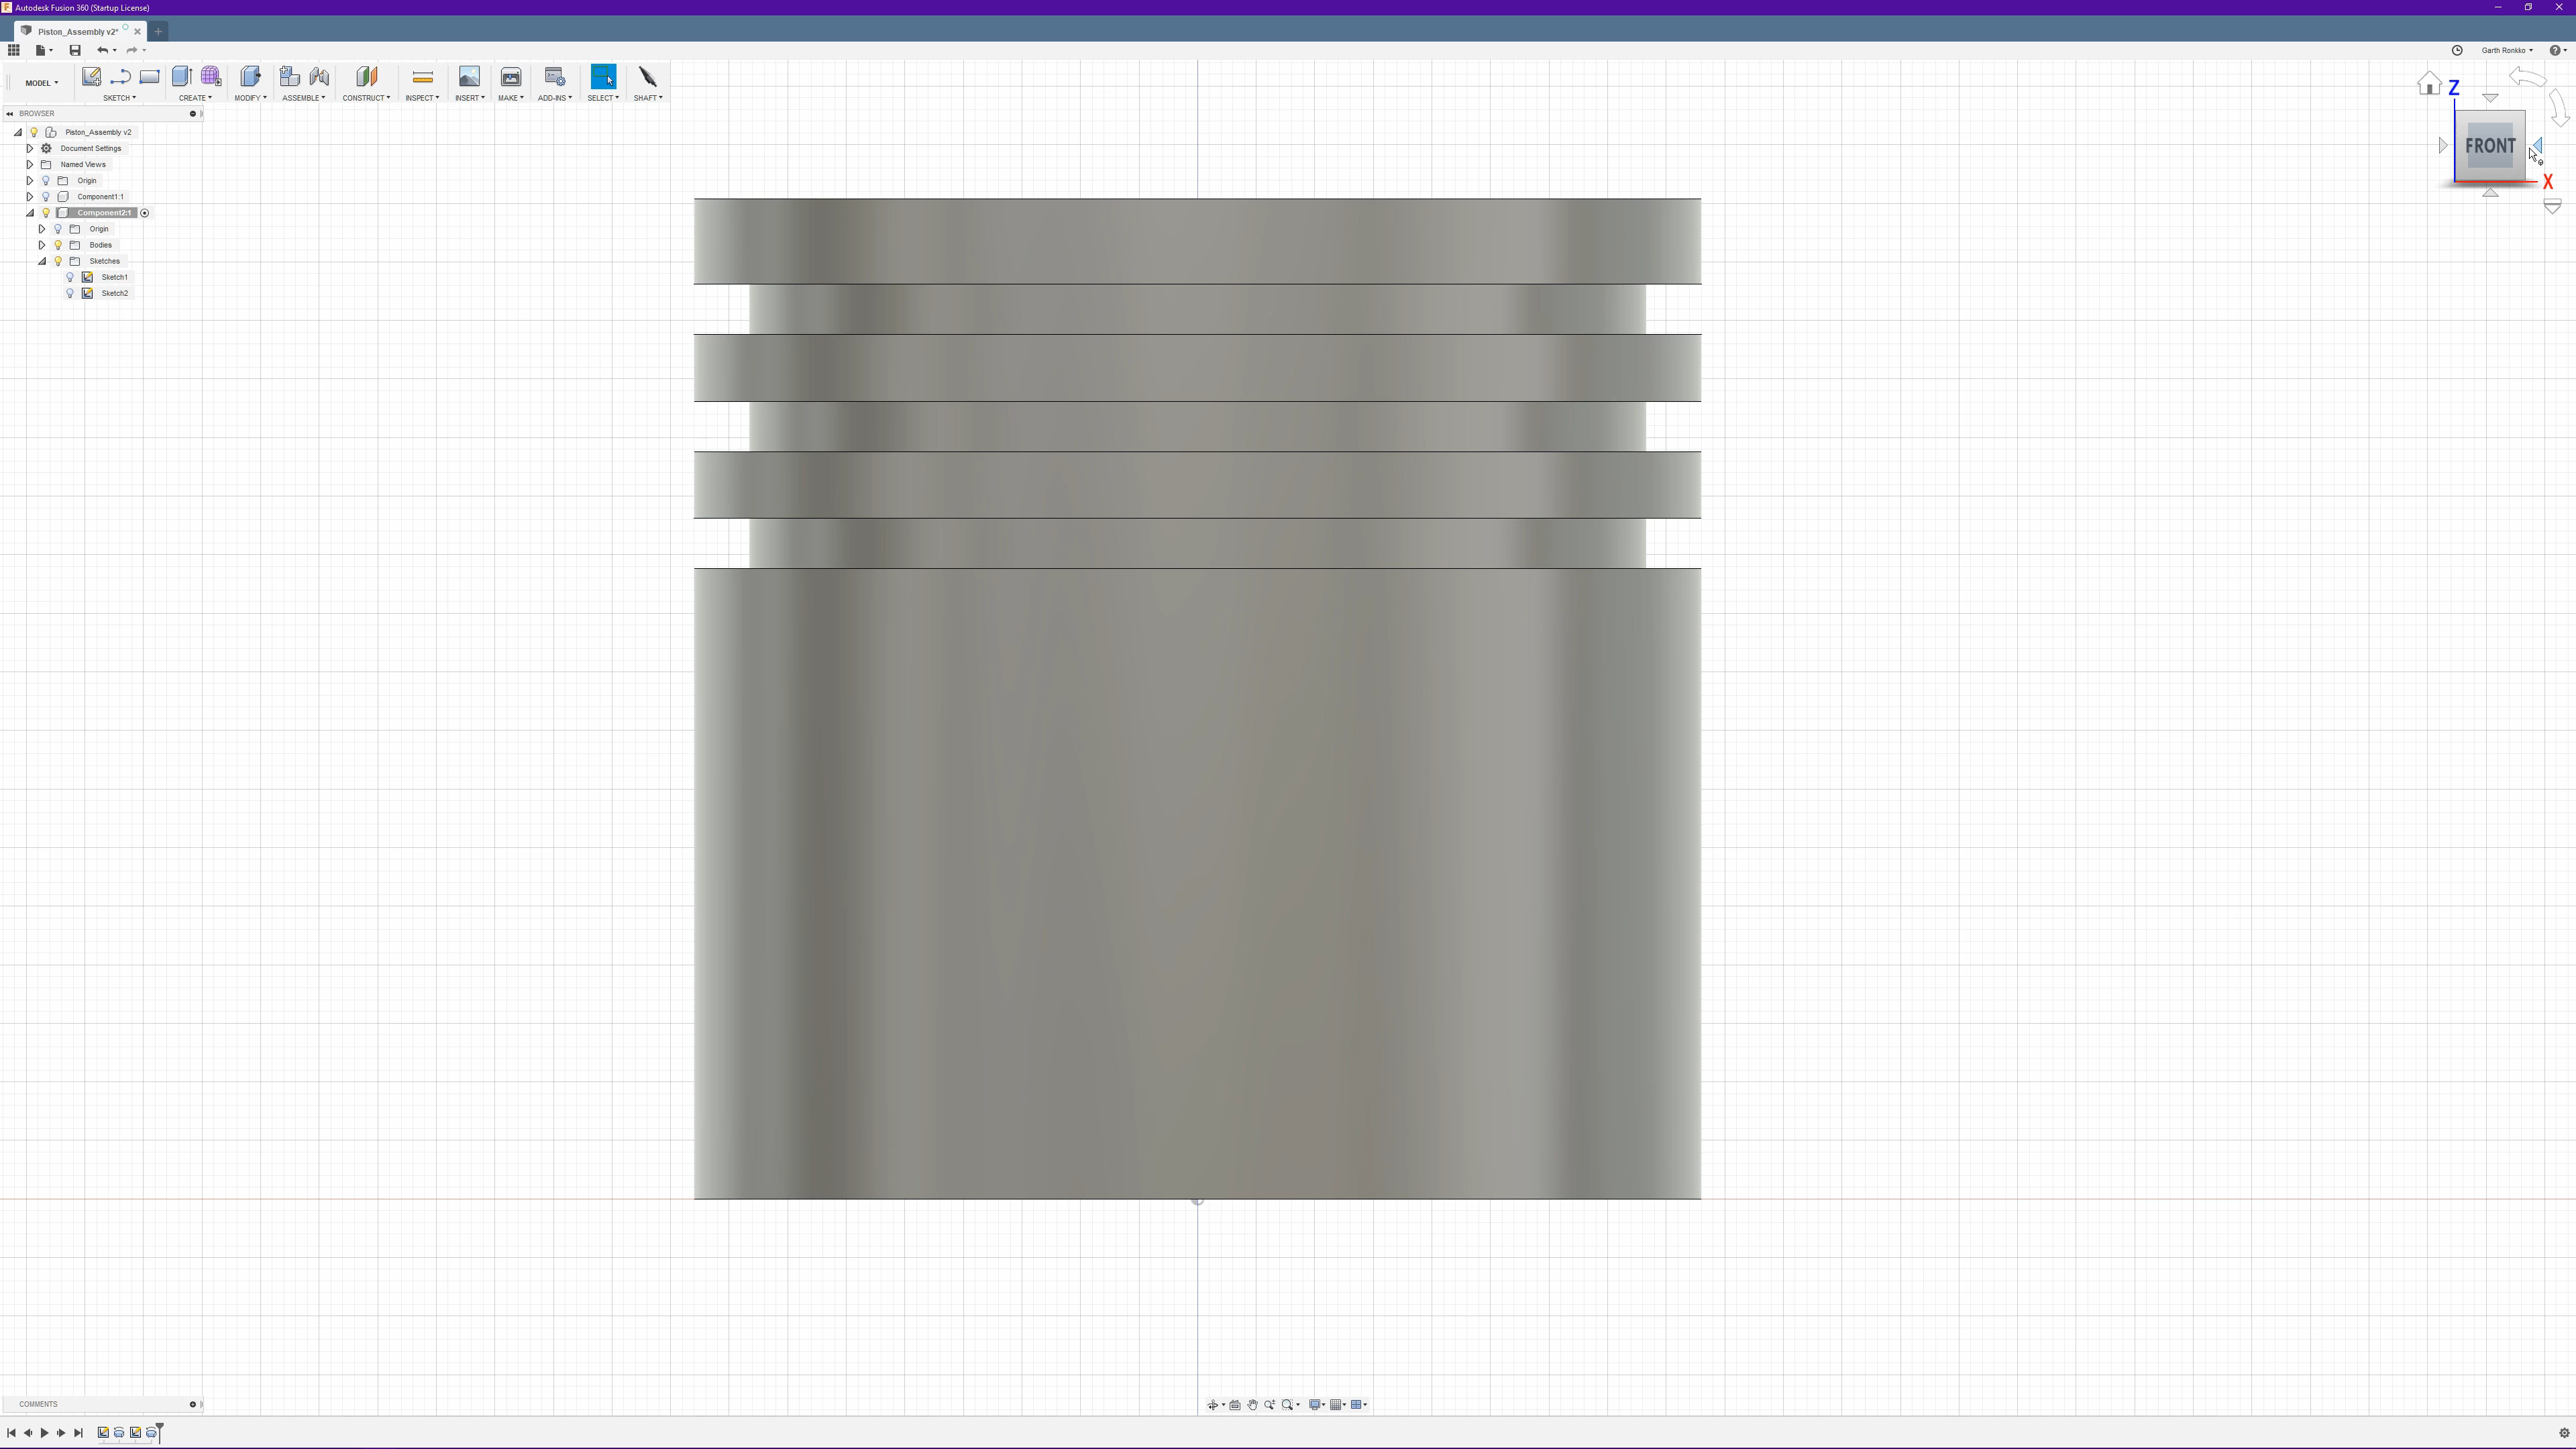 Autodesk Fusion 360 (Startup License)
Piston_Assembly v2*
Garth Ronkko
MODEL
SKETCH
CREATE
MODIFY
ASSEMBLE
CONSTRUCT
INSPECT
INSERT
MAKE
ADD-INS
SELECT
SHAFT
BROWSER
Piston_Assembly v2
Document Settings
Named Views
Origin
Component1:1
Component2:1
Origin
Bodies
Sketches
Sketch1
Sketch2
Z
FRONT
X
COMMENTS